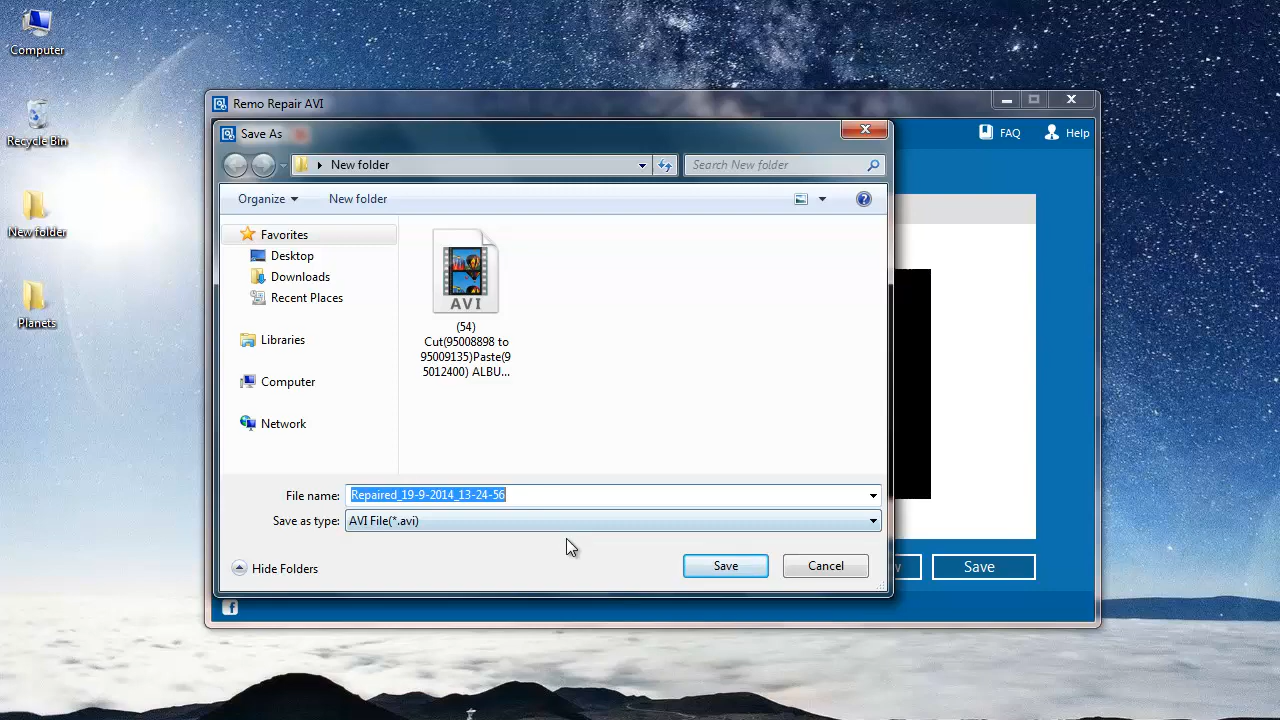 Computer
Recycle Bin
New folder
Planets
Remo Repair AVI
FAQ
Help
Save As
New folder
Search New folder
Organize
New folder
Favorites
Desktop
Downloads
Recent Places
Libraries
Computer
Network
AVI
(54)
Cut(95008898 to
95009135)Paste(9
5012400) ALBU...
File name:
Repaired_19-9-2014_13-24-56
Save as type:
AVI File(*.avi)
Hide Folders
Save
Cancel
w
Save
f